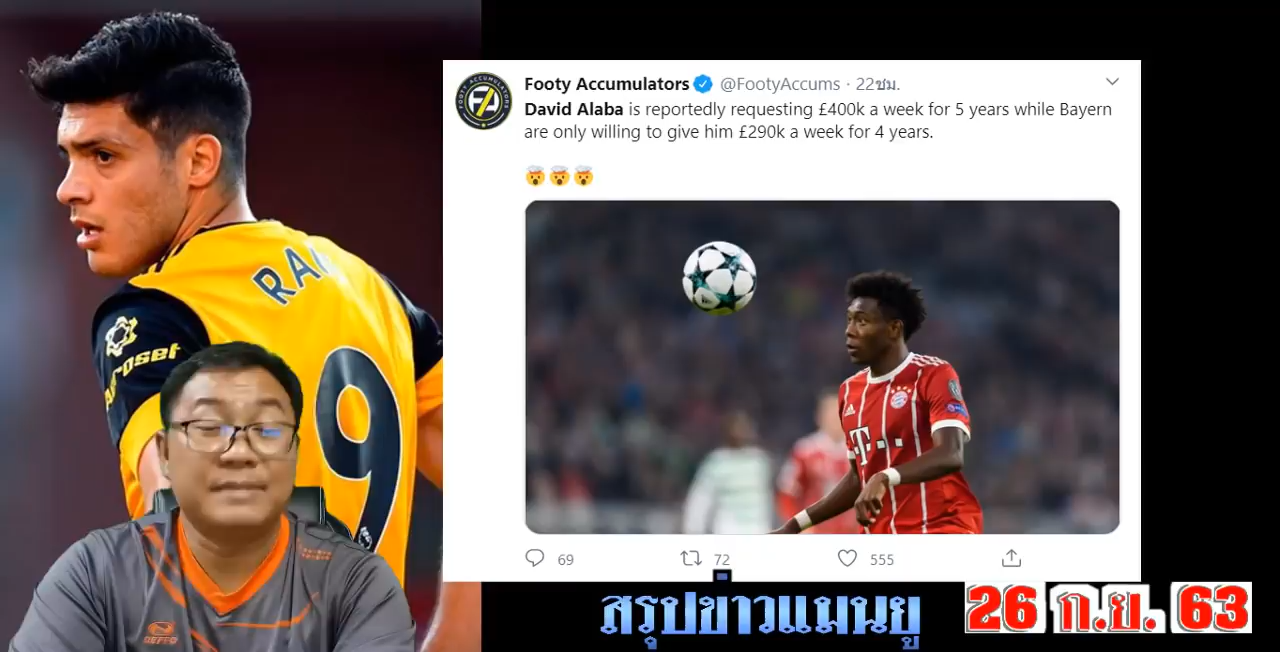 Footy Accumulators @FootyAccums · 22ชม.
David Alaba is reportedly requesting £400k a week for 5 years while Bayern
are only willing to give him £290k a week for 4 years.
69 72 555
RA
9
GEFFO
T
สรุปข่าวแมนยู
26 ก.ย. 63